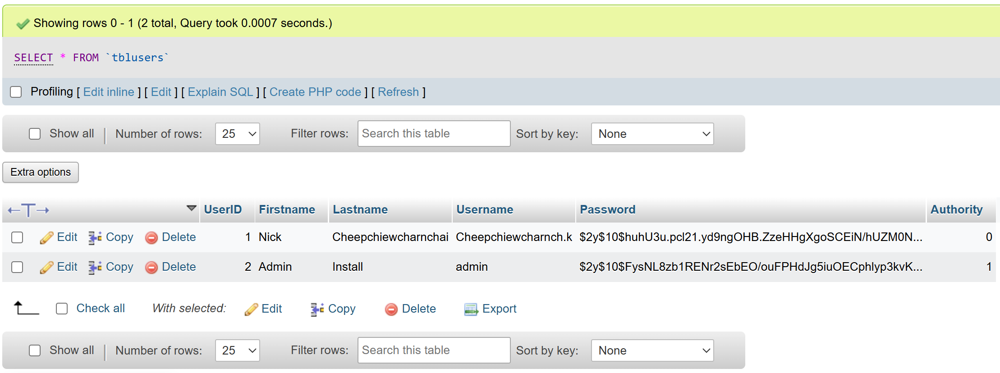 Showing rows 0 - 1 (2 total, Query took 0.0007 seconds.)
SELECT * FROM `tblusers`
Profiling [ Edit inline ] [ Edit ] [ Explain SQL ] [ Create PHP code ] [ Refresh ]
Show all Number of rows: 25 Filter rows: Search this table Sort by key: None
Extra options
UserID Firstname Lastname Username Password Authority
Edit Copy Delete 1 Nick Cheepchiewcharnchai Cheepchiewcharnch.k $2y$10$huhU3u.pcl21.yd9ngOHB.ZzeHHgXgoSCEiN/hUZM0N... 0
Edit Copy Delete 2 Admin Install admin $2y$10$FysNL8zb1RENr2sEbEO/ouFPHdJg5iuOECphlyp3kvK... 1
Check all With selected: Edit Copy Delete Export
Show all Number of rows: 25 Filter rows: Search this table Sort by key: None